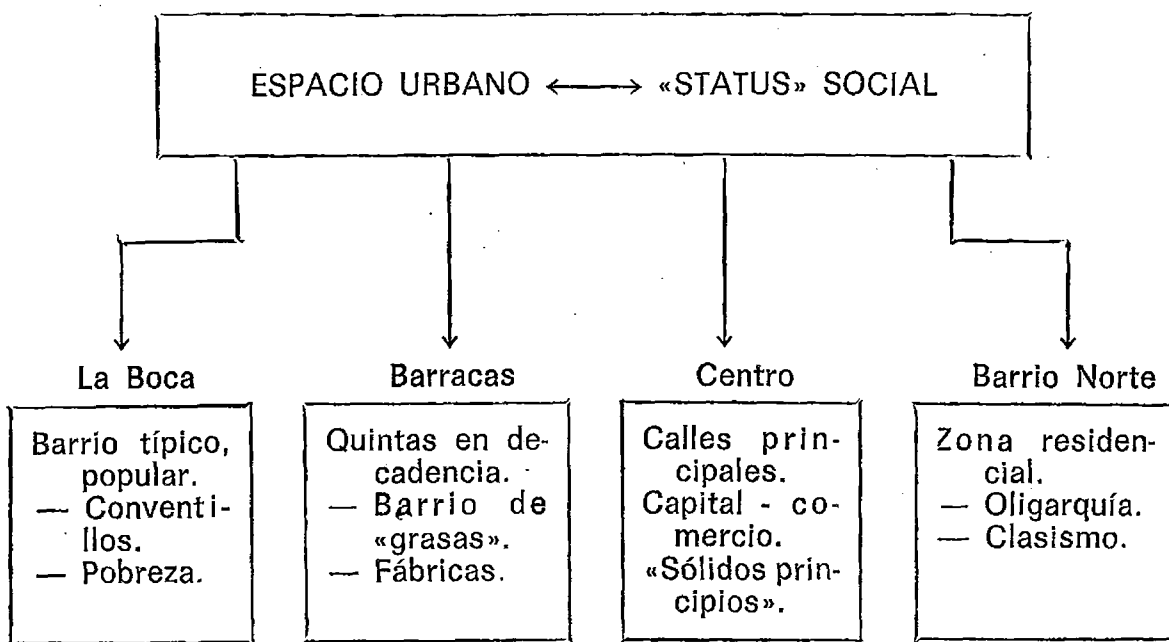 ESPACIO URBANO ⟷ «STATUS» SOCIAL
La Boca
Barrio típico,
popular.
— Conventi-
llos.
— Pobreza.
Barracas
Quintas en de-
cadencia.
— Barrio de
«grasas».
— Fábricas.
Centro
Calles prin-
cipales.
Capital - co-
mercio.
«Sólidos prin-
cipios».
Barrio Norte
Zona residen-
cial.
— Oligarquía.
— Clasismo.